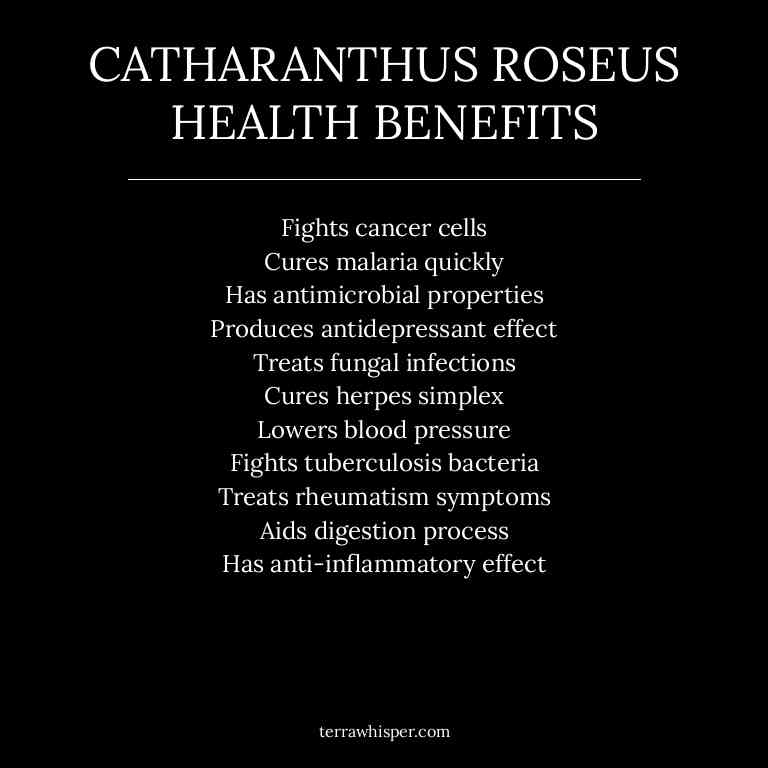 CATHARANTHUS ROSEUS
HEALTH BENEFITS
Fights cancer cells
Cures malaria quickly
Has antimicrobial properties
Produces antidepressant effect
Treats fungal infections
Cures herpes simplex
Lowers blood pressure
Fights tuberculosis bacteria
Treats rheumatism symptoms
Aids digestion process
Has anti-inflammatory effect
terrawhisper.com